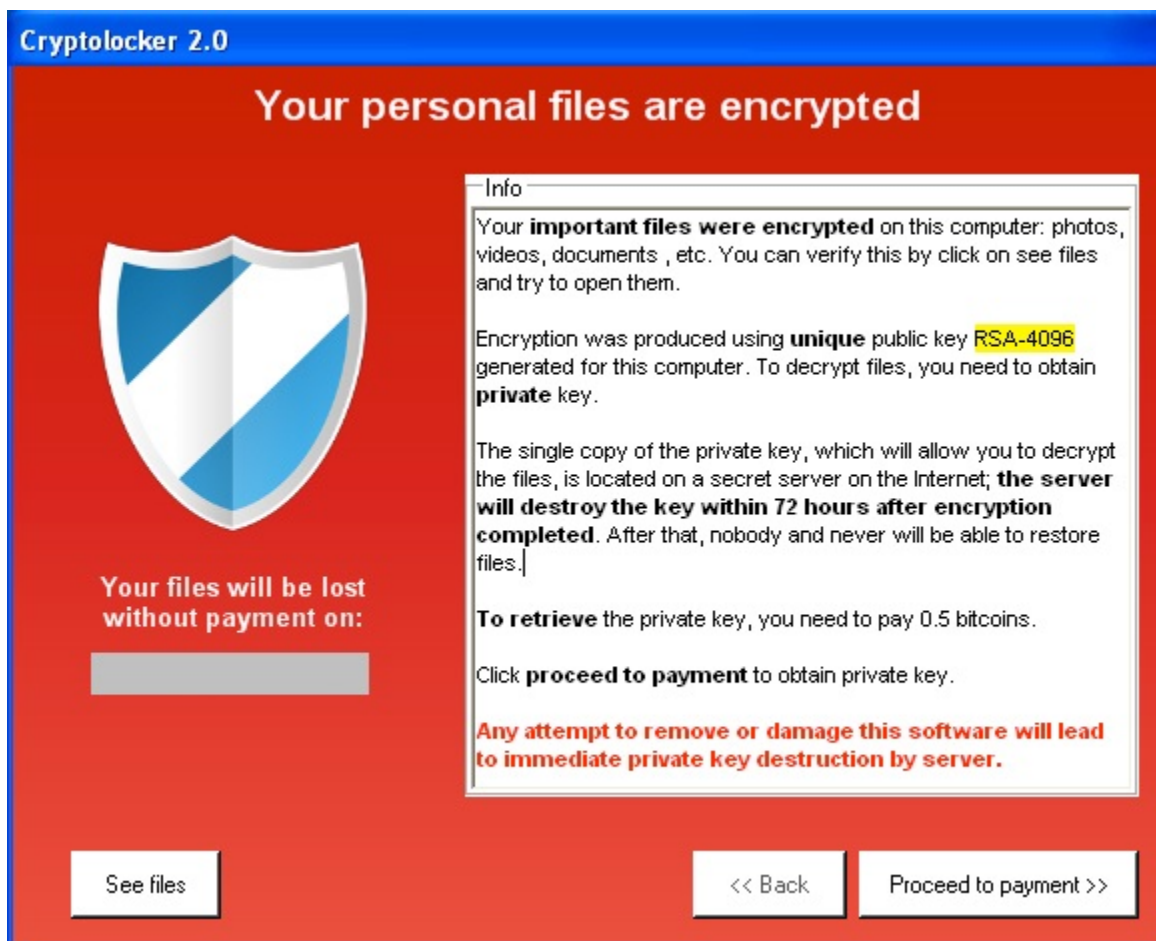 Cryptolocker 2.0
Your personal files are encrypted
Info
Your important files were encrypted on this computer: photos,
videos, documents , etc. You can verify this by click on see files
and try to open them.
Encryption was produced using unique public key RSA-4096
generated for this computer. To decrypt files, you need to obtain
private key.
The single copy of the private key, which will allow you to decrypt
the files, is located on a secret server on the Internet; the server
will destroy the key within 72 hours after encryption
completed. After that, nobody and never will be able to restore
files.
To retrieve the private key, you need to pay 0.5 bitcoins.
Click proceed to payment to obtain private key.
Any attempt to remove or damage this software will lead
to immediate private key destruction by server.
Your files will be lost
without payment on:
See files
<< Back
Proceed to payment >>